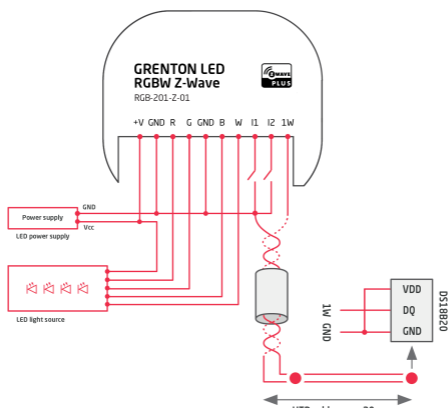 GRENTON LED
RGBW Z-Wave
RGB-201-Z-01
Z WAVE
PLUS
+V GND R G GND B W I1 I2 1W
GND
Power supply
Vcc
LED power supply
LED light source
1W GND
VDD
DQ
GND
DS18B20